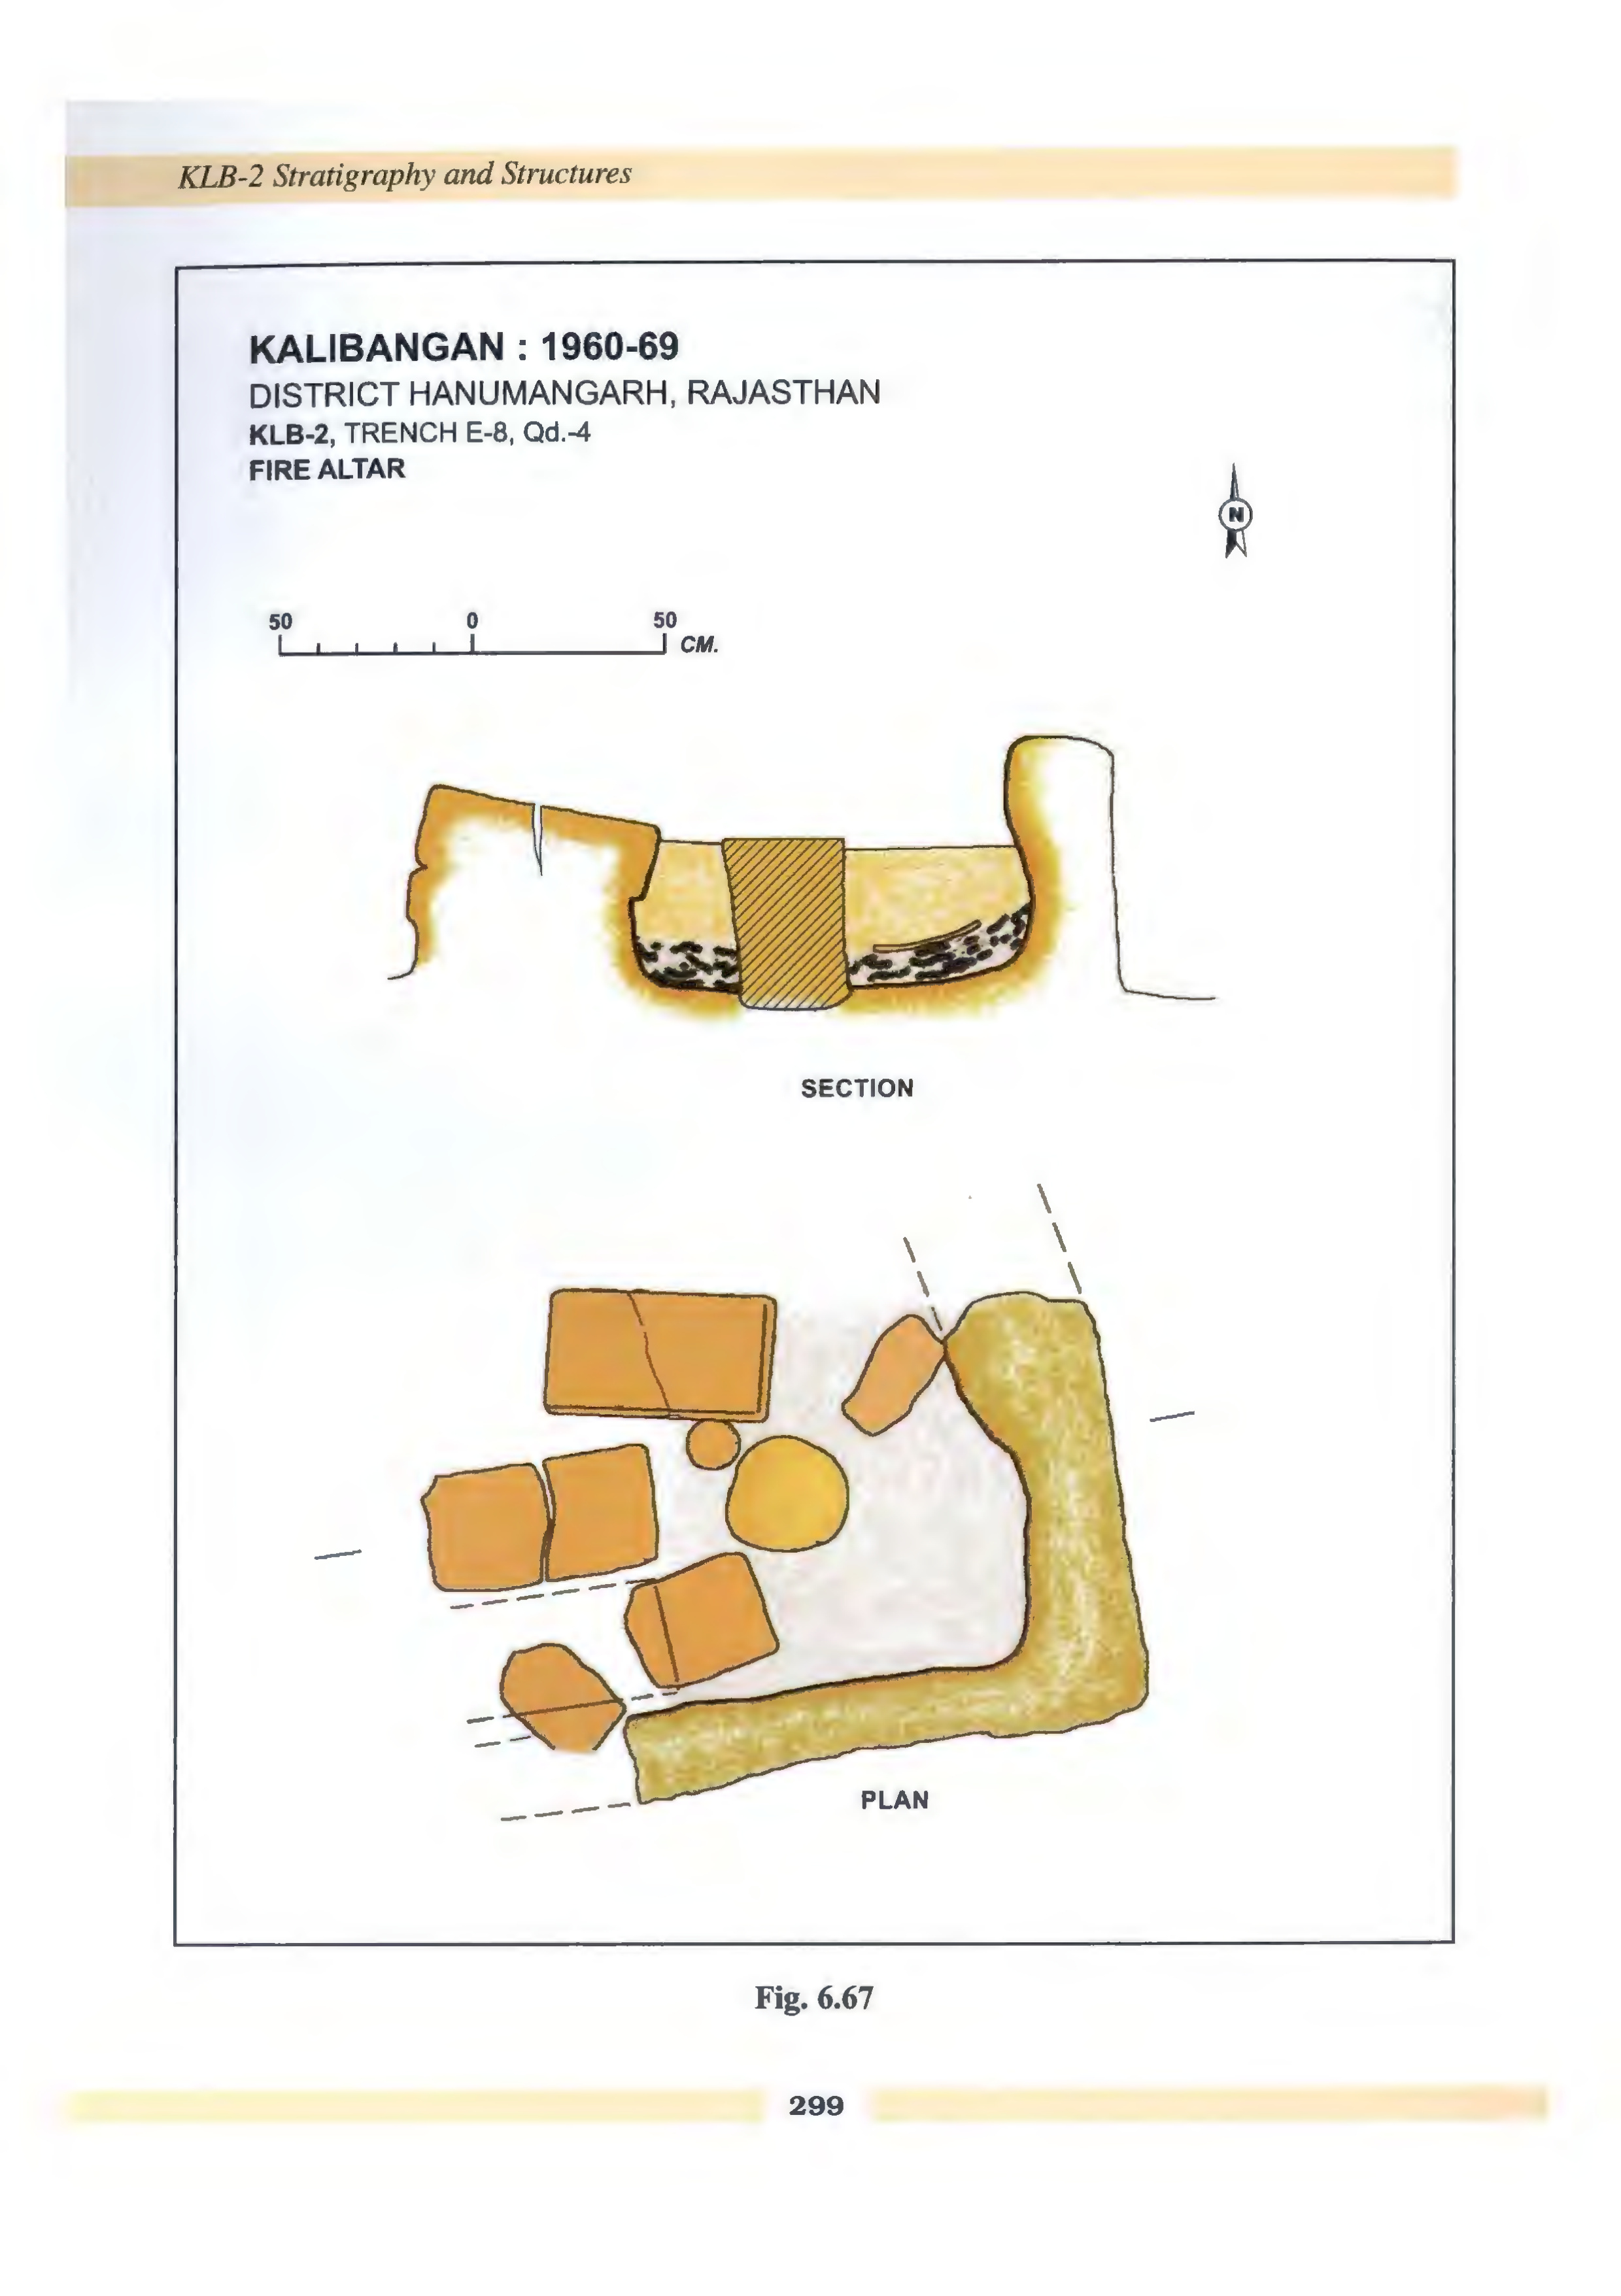 KLB-2 Stratigraphy and Structures
KALIBANGAN : 1960-69
DISTRICT HANUMANGARH, RAJASTHAN
KLB-2, TRENCH E-8, Qd.-4
FIRE ALTAR
N
50 0 50
CM.
SECTION
PLAN
Fig. 6.67
299